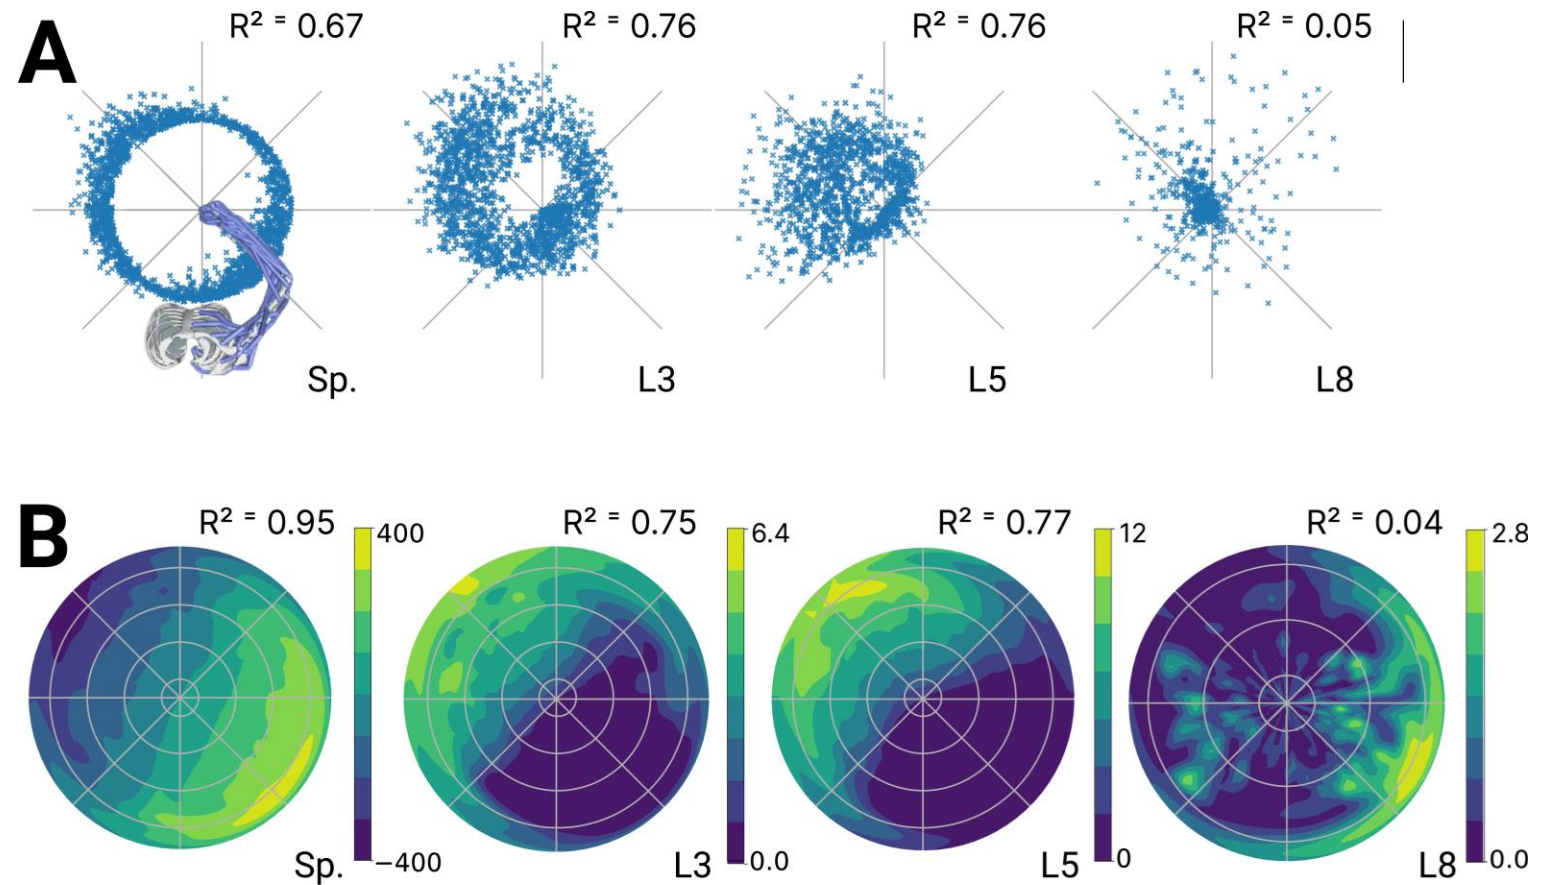 A
R² = 0.67
R² = 0.76
R² = 0.76
R² = 0.05
Sp.
L3
L5
L8
B
R² = 0.95
400
R² = 0.75
6.4
R² = 0.77
12
R² = 0.04
2.8
Sp.
−400
L3
0.0
L5
0
L8
0.0